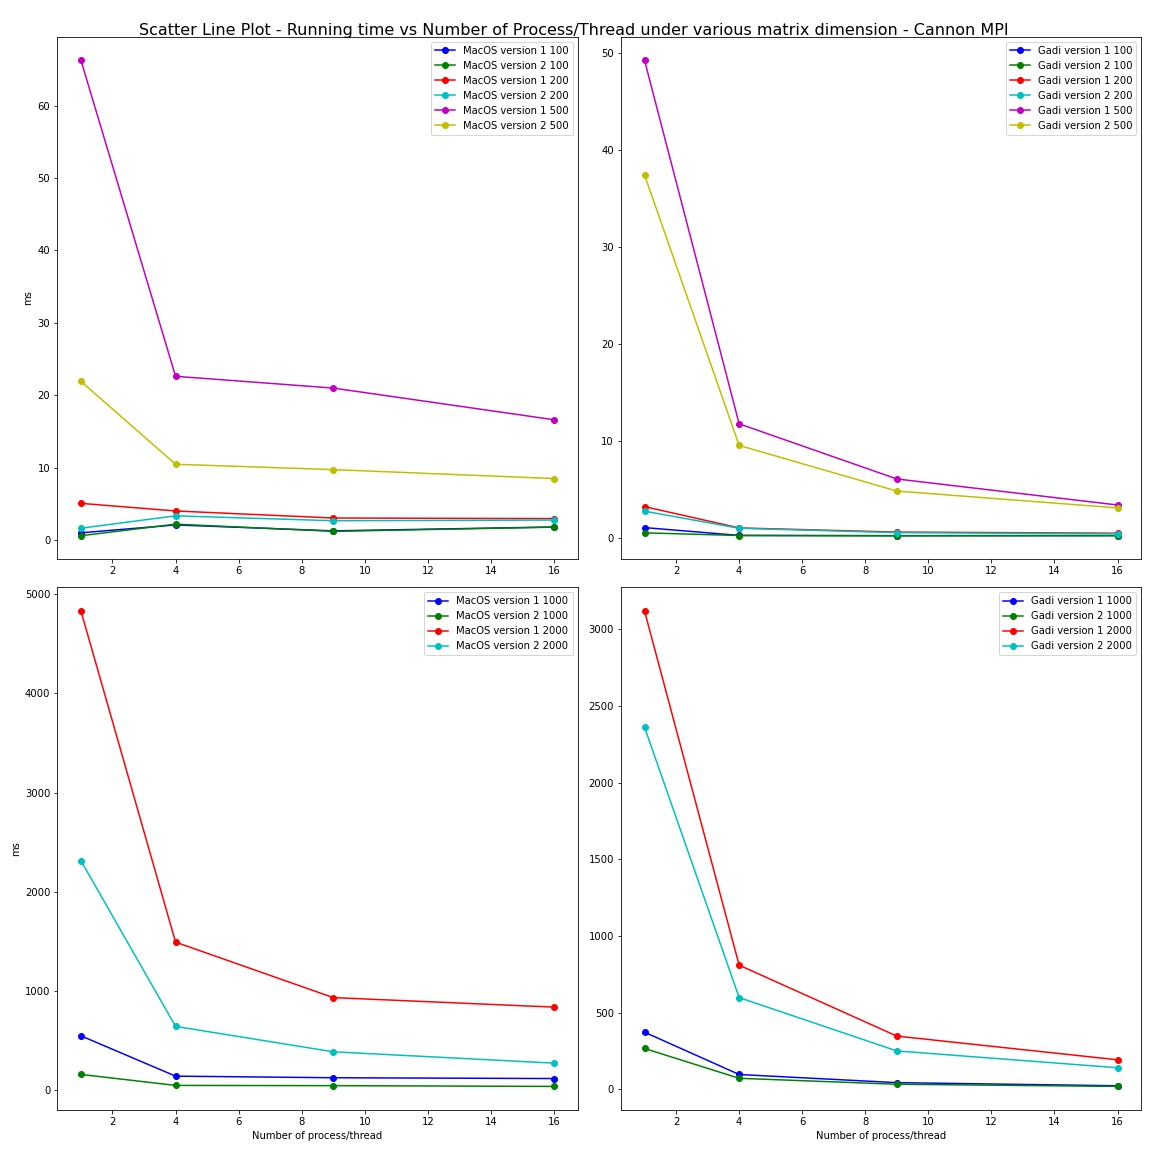 Scatter Line Plot - Running time vs Number of Process/Thread under various matrix dimension - Cannon MPI
MacOS version 1 100
MacOS version 2 100
MacOS version 1 200
MacOS version 2 200
MacOS version 1 500
MacOS version 2 500
60
50
40
30
20
10
0
ms
2 4 6 8 10 12 14 16
Gadi version 1 100
Gadi version 2 100
Gadi version 1 200
Gadi version 2 200
Gadi version 1 500
Gadi version 2 500
50
40
30
20
10
0
2 4 6 8 10 12 14 16
MacOS version 1 1000
MacOS version 2 1000
MacOS version 1 2000
MacOS version 2 2000
5000
4000
3000
2000
1000
0
ms
2 4 6 8 10 12 14 16
Number of process/thread
Gadi version 1 1000
Gadi version 2 1000
Gadi version 1 2000
Gadi version 2 2000
3000
2500
2000
1500
1000
500
0
2 4 6 8 10 12 14 16
Number of process/thread